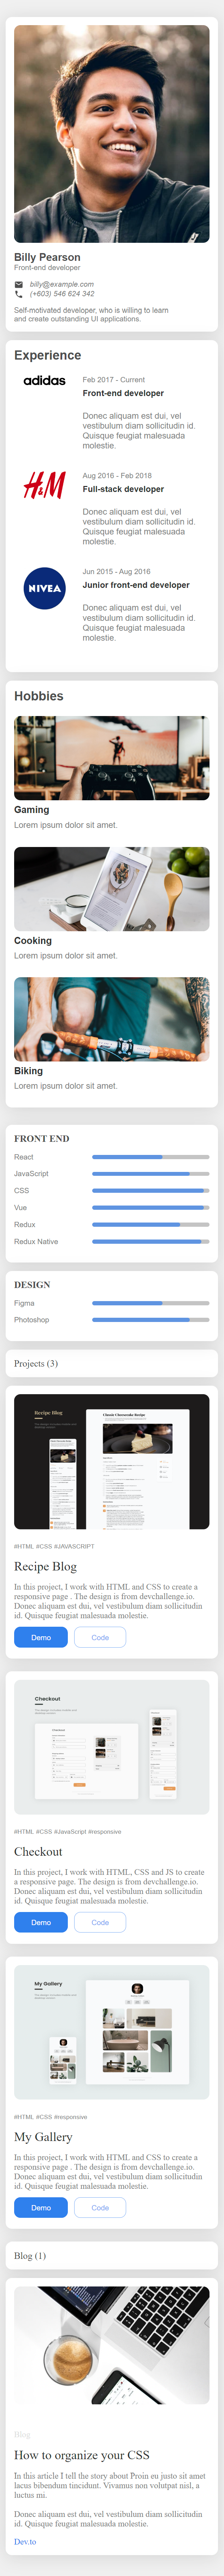 Billy Pearson
Front-end developer
billy@example.com
(+603) 546 624 342
Self-motivated developer, who is willing to learn
and create outstanding UI applications.
Experience
adidas
Feb 2017 - Current
Front-end developer
Donec aliquam est dui, vel
vestibulum diam sollicitudin id.
Quisque feugiat malesuada
molestie.
H&M
Aug 2016 - Feb 2018
Full-stack developer
Donec aliquam est dui, vel
vestibulum diam sollicitudin id.
Quisque feugiat malesuada
molestie.
NIVEA
Jun 2015 - Aug 2016
Junior front-end developer
Donec aliquam est dui, vel
vestibulum diam sollicitudin id.
Quisque feugiat malesuada
molestie.
Hobbies
Gaming
Lorem ipsum dolor sit amet.
Cooking
Lorem ipsum dolor sit amet.
Biking
Lorem ipsum dolor sit amet.
FRONT END
React
JavaScript
CSS
Vue
Redux
Redux Native
DESIGN
Figma
Photoshop
Projects (3)
Recipe Blog
Classic Cheesecake Recipe
#HTML #CSS #JAVASCRIPT
Recipe Blog
In this project, I work with HTML and CSS to create a
responsive page . The design is from devchallenge.io.
Donec aliquam est dui, vel vestibulum diam sollicitudin
id. Quisque feugiat malesuada molestie.
Demo Code
Checkout
#HTML #CSS #JavaScript #responsive
Checkout
In this project, I work with HTML, CSS and JS to create
a responsive page. The design is from devchallenge.io.
Donec aliquam est dui, vel vestibulum diam sollicitudin
id. Quisque feugiat malesuada molestie.
Demo Code
My Gallery
#HTML #CSS #responsive
My Gallery
In this project, I work with HTML and CSS to create a
responsive page . The design is from devchallenge.io.
Donec aliquam est dui, vel vestibulum diam sollicitudin
id. Quisque feugiat malesuada molestie.
Demo Code
Blog (1)
Blog
How to organize your CSS
In this article I tell the story about Proin eu justo sit amet
lacus bibendum tincidunt. Vivamus non volutpat nisl, a
luctus mi.
Donec aliquam est dui, vel vestibulum diam sollicitudin
id. Quisque feugiat malesuada molestie.
Dev.to